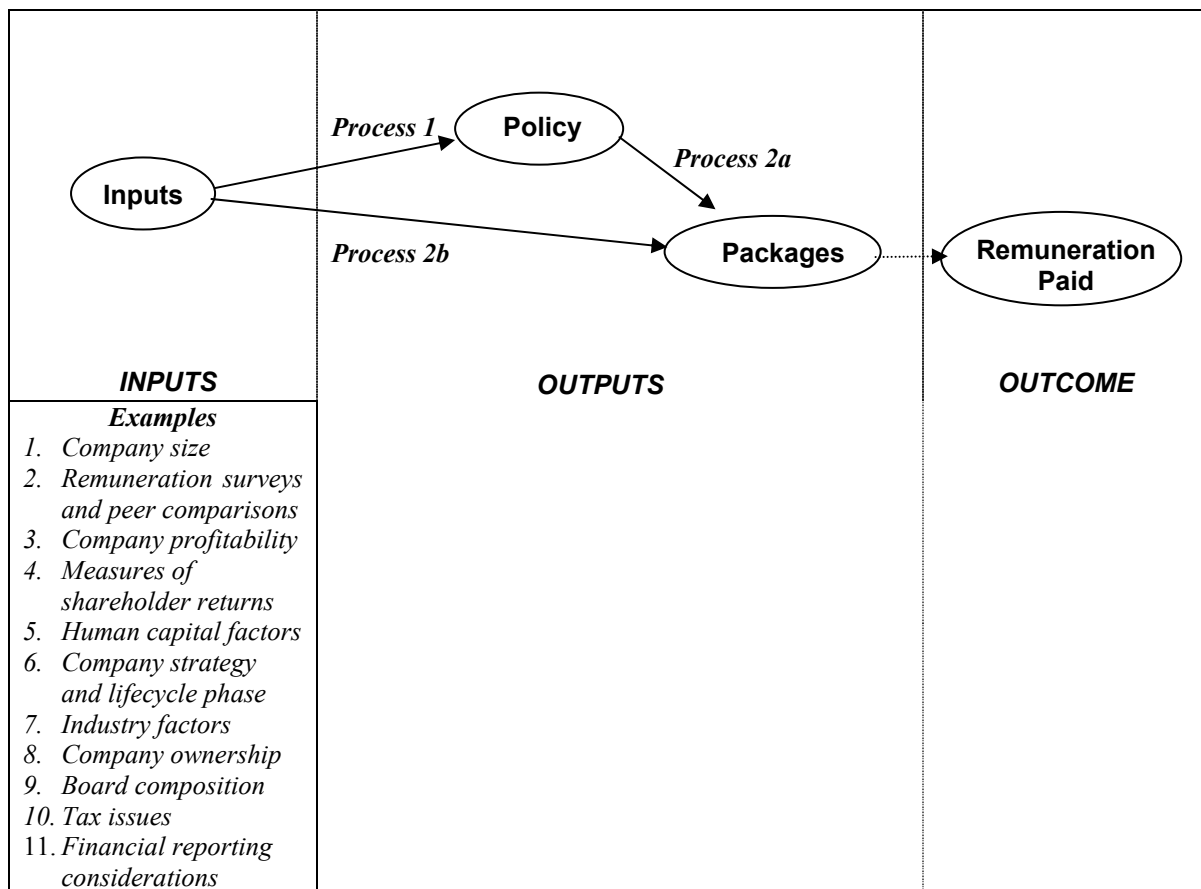 Process 1
Policy
Process 2a
Inputs
Process 2b
Packages
Remuneration
Paid
INPUTS
OUTPUTS
OUTCOME
Examples
1. Company size
2. Remuneration surveys
and peer comparisons
3. Company profitability
4. Measures of
shareholder returns
5. Human capital factors
6. Company strategy
and lifecycle phase
7. Industry factors
8. Company ownership
9. Board composition
10. Tax issues
11. Financial reporting
considerations